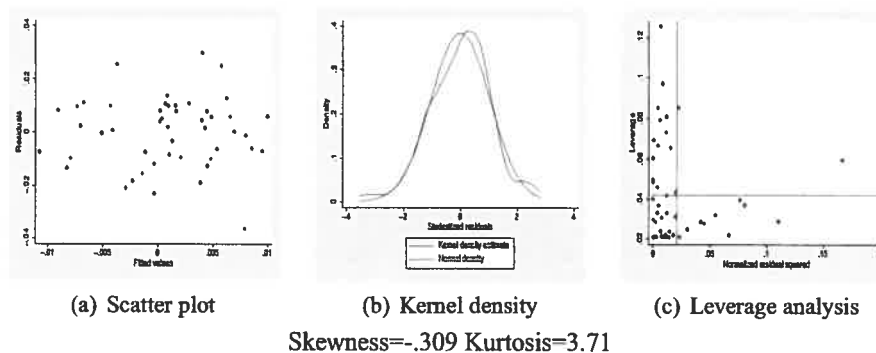 .04
.02
0
-.02
-.04
Residuals
-.01
-.005
0
.005
.01
Fitted values
.4
.3
.2
.1
0
Density
-4
-2
0
2
4
Studentized residuals
Kernel density estimate
Normal density
.12
.1
.08
.06
.04
.02
Leverage
0
.05
.1
.15
Normalized residual squared
(a) Scatter plot
(b) Kernel density
(c) Leverage analysis
Skewness=-.309 Kurtosis=3.71